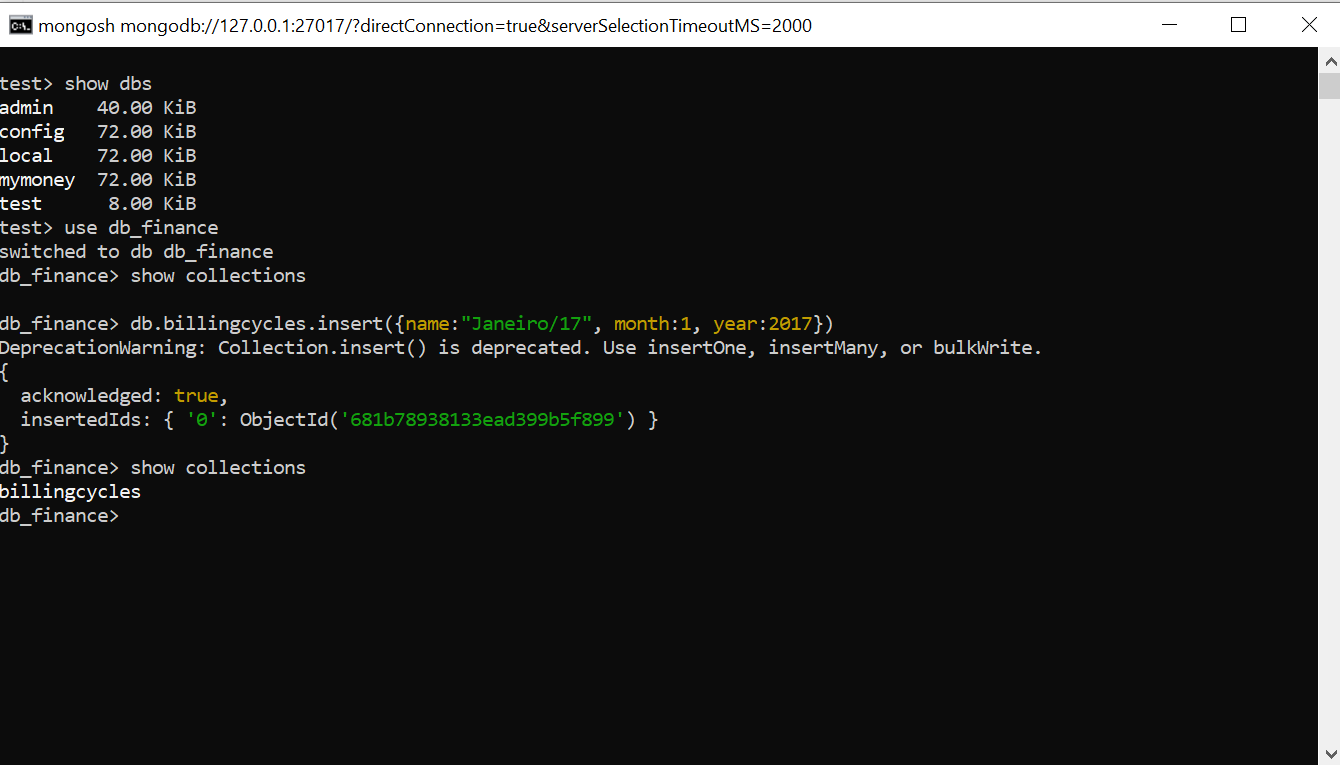 mongosh mongodb://127.0.0.1:27017/?directConnection=true&serverSelectionTimeoutMS=2000
test> show dbs
admin    40.00 KiB
config   72.00 KiB
local    72.00 KiB
mymoney  72.00 KiB
test      8.00 KiB
test> use db_finance
switched to db db_finance
db_finance> show collections
db_finance> db.billingcycles.insert({name:"Janeiro/17", month:1, year:2017})
DeprecationWarning: Collection.insert() is deprecated. Use insertOne, insertMany, or bulkWrite.
{
  acknowledged: true,
  insertedIds: { '0': ObjectId('681b78938133ead399b5f899') }
}
db_finance> show collections
billingcycles
db_finance>